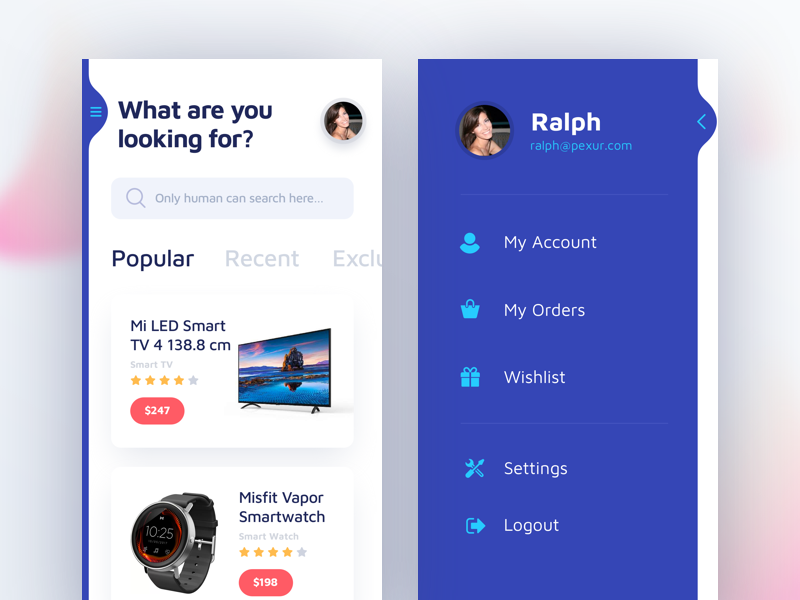 What are you
looking for?
Only human can search here...
Popular Recent Exclu
Mi LED Smart
TV 4 138.8 cm
Smart TV
$247
10:25
Misfit Vapor
Smartwatch
Smart Watch
$198
Ralph
ralph@pexur.com
My Account
My Orders
Wishlist
Settings
Logout